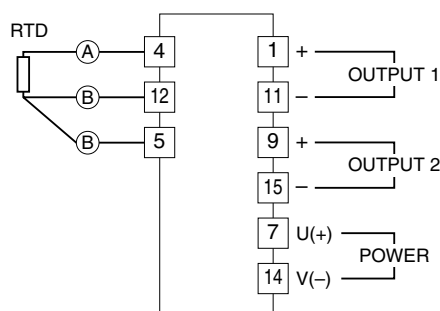 RTD
A 4 1 +
OUTPUT 1
B 12 11 –
B 5 9 +
OUTPUT 2
15 –
7 U(+)
POWER
14 V(–)